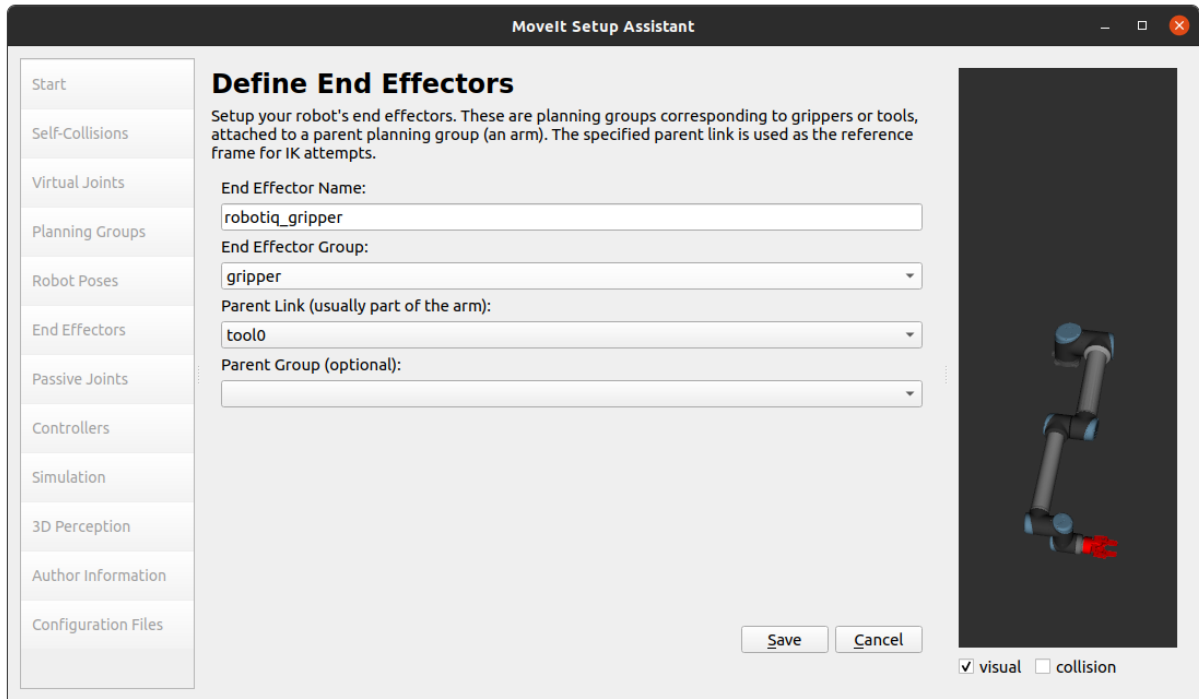 MoveIt Setup Assistant
Start
Self-Collisions
Virtual Joints
Planning Groups
Robot Poses
End Effectors
Passive Joints
Controllers
Simulation
3D Perception
Author Information
Configuration Files
Define End Effectors
Setup your robot's end effectors. These are planning groups corresponding to grippers or tools,
attached to a parent planning group (an arm). The specified parent link is used as the reference
frame for IK attempts.
End Effector Name:
robotiq_gripper
End Effector Group:
gripper
Parent Link (usually part of the arm):
tool0
Parent Group (optional):
Save Cancel
visual collision